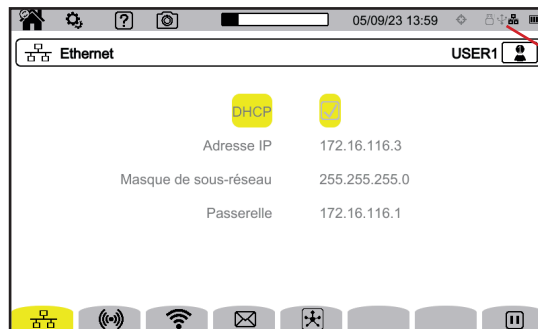 05/09/23 13:59
Ethernet USER1
DHCP
Adresse IP 172.16.116.3
Masque de sous-réseau 255.255.255.0
Passerelle 172.16.116.1